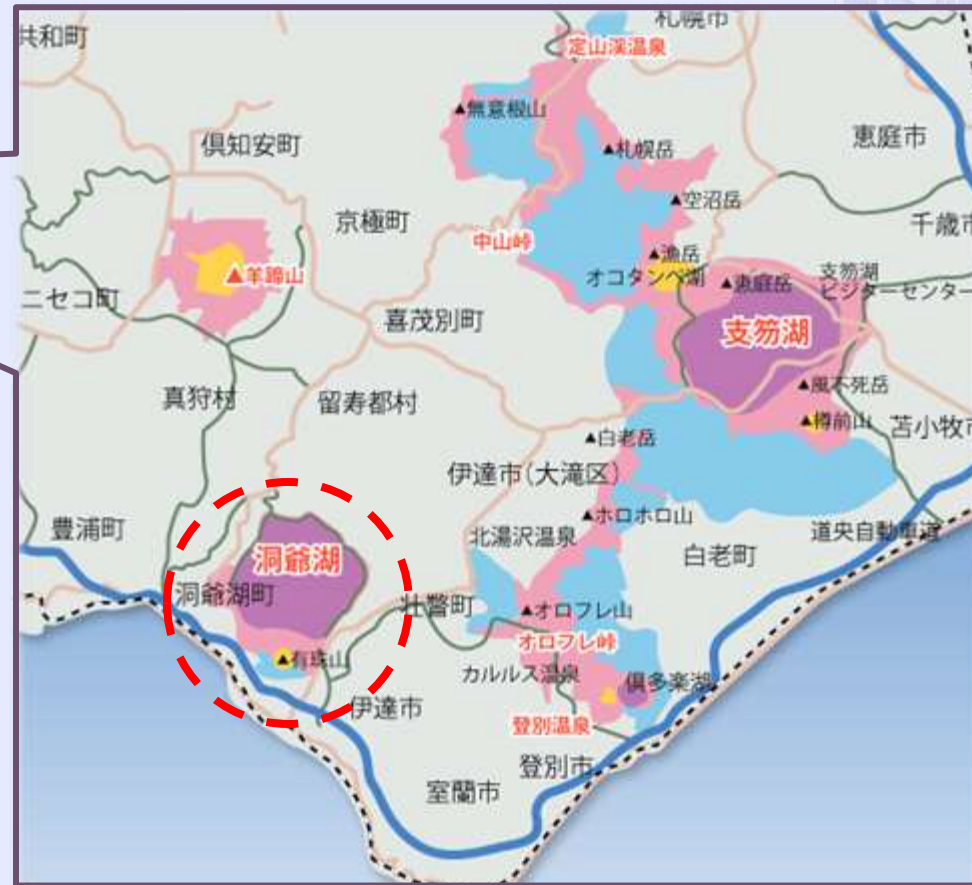 札幌市
共和町
定山渓温泉
▲無意根山
恵庭市
倶知安町
▲札幌岳
▲空沼岳
京極町
千歳市
中山峠
▲漁岳
オコタンペ湖
▲恵庭岳
支笏湖
ビジターセンター
▲羊蹄山
ニセコ町
喜茂別町
支笏湖
▲風不死岳
真狩村
留寿都村
▲樽前山
苫小牧市
▲白老岳
伊達市(大滝区)
▲ホロホロ山
豊浦町
北湯沢温泉
道央自動車道
洞爺湖
白老町
洞爺湖町
壮瞥町
▲オロフレ山
オロフレ峠
▲有珠山
カルルス温泉
倶多楽湖
伊達市
登別温泉
登別市
室蘭市